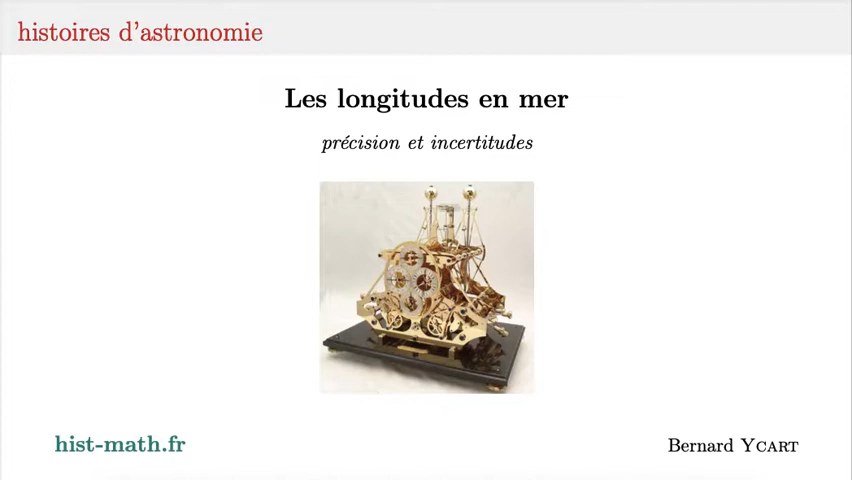 histoires d'astronomie
Les longitudes en mer
précision et incertitudes
hist-math.fr
Bernard Ycart